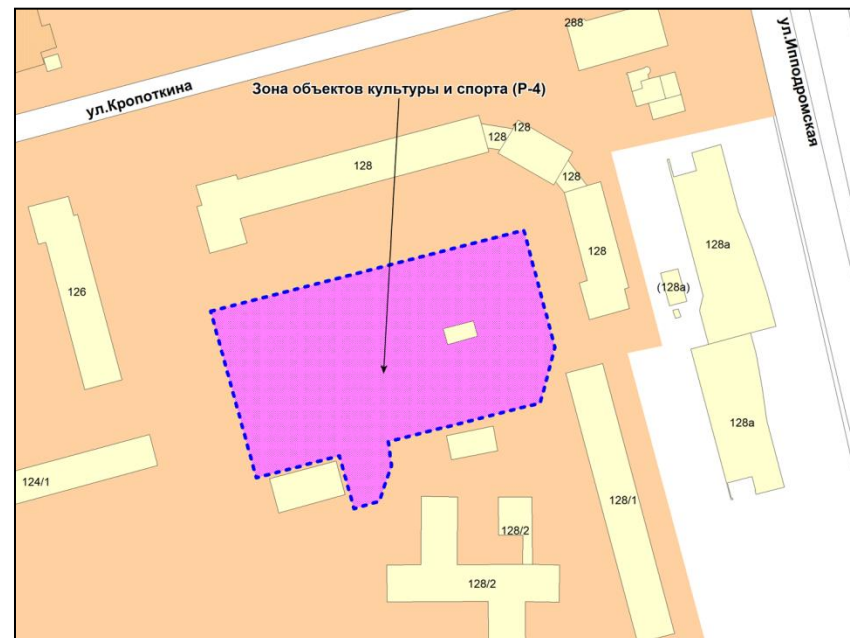 288
ул.Ипподромская
ул.Кропоткина
Зона объектов культуры и спорта (Р-4)
128
128
128
128
128
128а
(128а)
126
128а
124/1
128/1
128/2
128/2